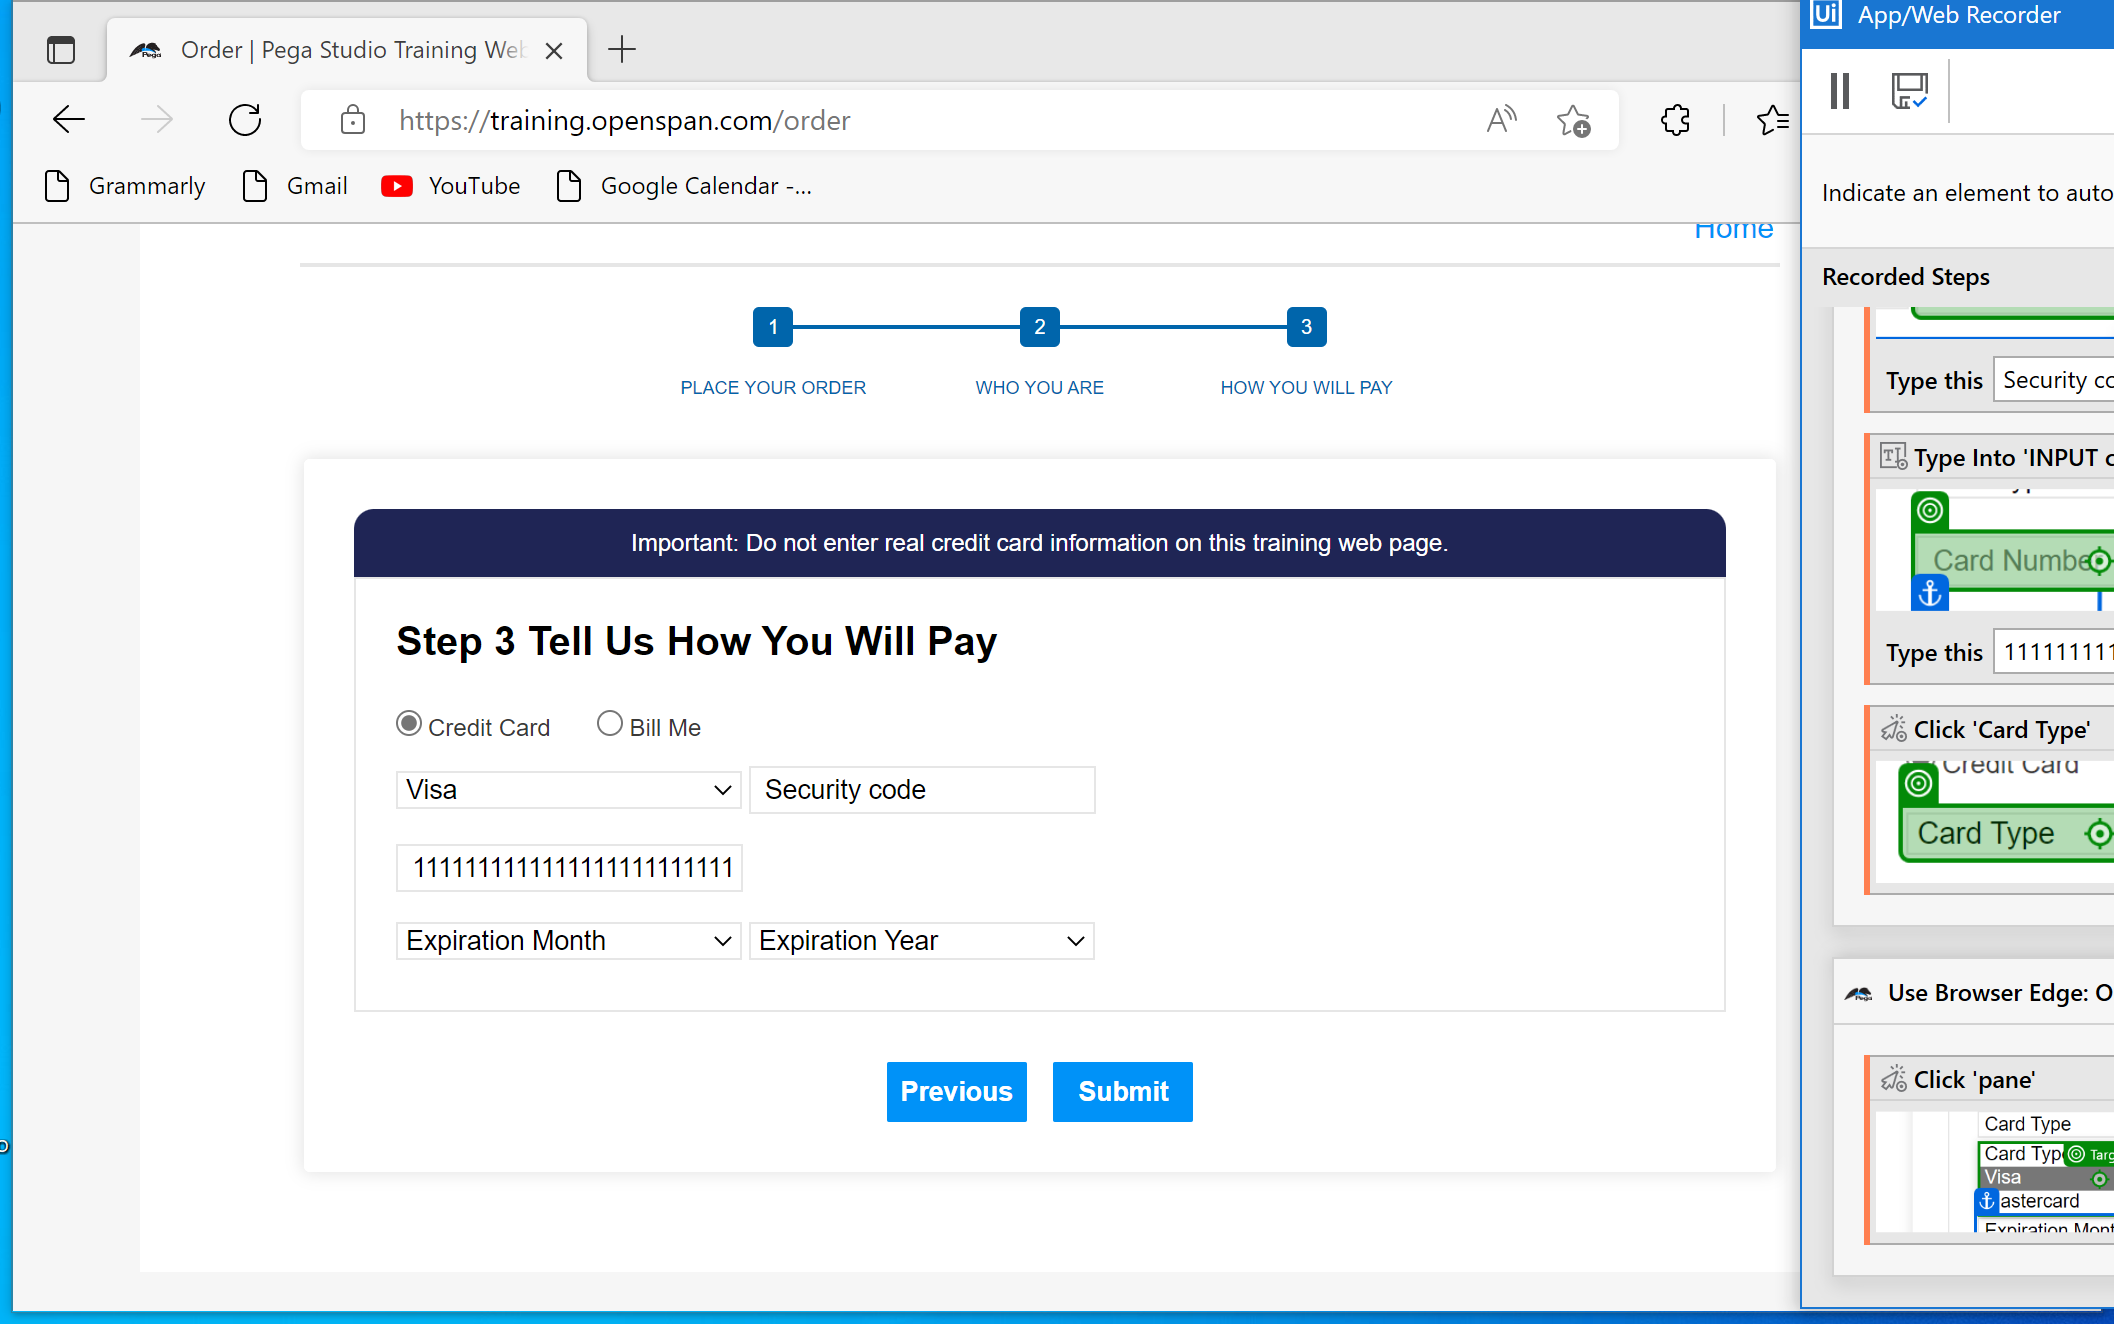 Order | Pega Studio Training Web
App/Web Recorder
https://training.openspan.com/order
Grammarly
Gmail
YouTube
Google Calendar -...
Indicate an element to auto
Home
Recorded Steps
1
2
3
PLACE YOUR ORDER
WHO YOU ARE
HOW YOU WILL PAY
Important: Do not enter real credit card information on this training web page.
Step 3 Tell Us How You Will Pay
Credit Card
Bill Me
Visa
Security code
1111111111111111111111111
Expiration Month
Expiration Year
Previous
Submit
Type this
Security co
Type Into 'INPUT c
Card Numbe
Type this
111111111
Click 'Card Type'
Credit Card
Card Type
Use Browser Edge: O
Click 'pane'
Card Type
Card Typ
Targ
Visa
astercard
Expiration Mont